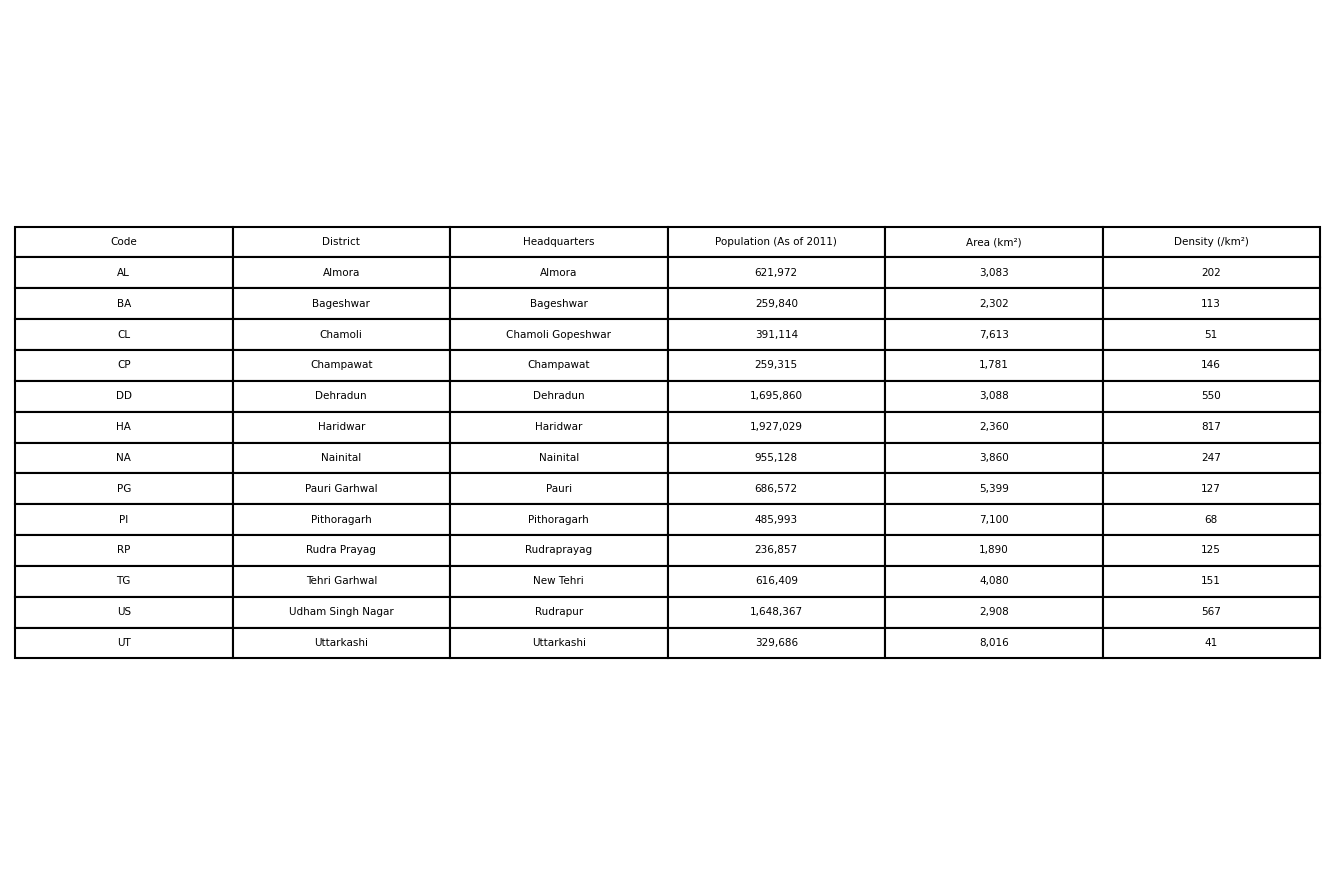 Code District Headquarters Population (As of 2011) Area (km²) Density (/km²)
AL Almora Almora 621,972 3,083 202
BA Bageshwar Bageshwar 259,840 2,302 113
CL Chamoli Chamoli Gopeshwar 391,114 7,613 51
CP Champawat Champawat 259,315 1,781 146
DD Dehradun Dehradun 1,695,860 3,088 550
HA Haridwar Haridwar 1,927,029 2,360 817
NA Nainital Nainital 955,128 3,860 247
PG Pauri Garhwal Pauri 686,572 5,399 127
PI Pithoragarh Pithoragarh 485,993 7,100 68
RP Rudra Prayag Rudraprayag 236,857 1,890 125
TG Tehri Garhwal New Tehri 616,409 4,080 151
US Udham Singh Nagar Rudrapur 1,648,367 2,908 567
UT Uttarkashi Uttarkashi 329,686 8,016 41